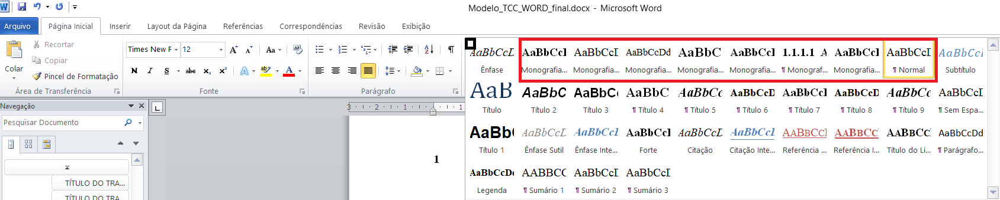 Modelo_TCC_WORD_final.docx - Microsoft Word
Arquivo Página Inicial Inserir Layout da Página Referências Correspondências Revisão Exibição
Colar
Recortar
Copiar
Pincel de Formatação
Área de Transferência
Times New F 12
N I S abc x₂ x²
Fonte
Parágrafo
AaBbCcL AaBbCcI AaBbCcI AaBbCcDd AaBbC AaBbCcI 1.1.1.1 A AaBbCcI AaBbCcI AaBbCcI
Ênfase Monografia... Monografia... Monografia... Monografia... Monografia... ¶ Monograf... Monografia... ¶ Normal Subtítulo
AaB AaBbC AaBbCc AaBbC AaBbCc AaBbCcD AaBbCcI AaBbCcD AaBbCc AaBbCcI
Título Título 2 Título 3 ¶ Título 4 ¶ Título 5 ¶ Título 6 ¶ Título 7 ¶ Título 8 ¶ Título 9 ¶ Sem Espa...
AaBb AaBbCcL AaBbCcI AaBbCcI AaBbCcL AaBbCcI AABBCCI AABBCC AABBCC AaBbCcDd
Título 1 Ênfase Sutil Ênfase Inte... Forte Citação Citação Inte... Referência ... Referência I... Título do Li... ¶ Parágrafo...
AaBbCcDd AABBCC AaBbCcI AaBbCcI
Legenda ¶ Sumário 1 ¶ Sumário 2 ¶ Sumário 3
Navegação
Pesquisar Documento
TÍTULO DO TRA...
TÍTULO DO TRA...
3 2 1 1
1